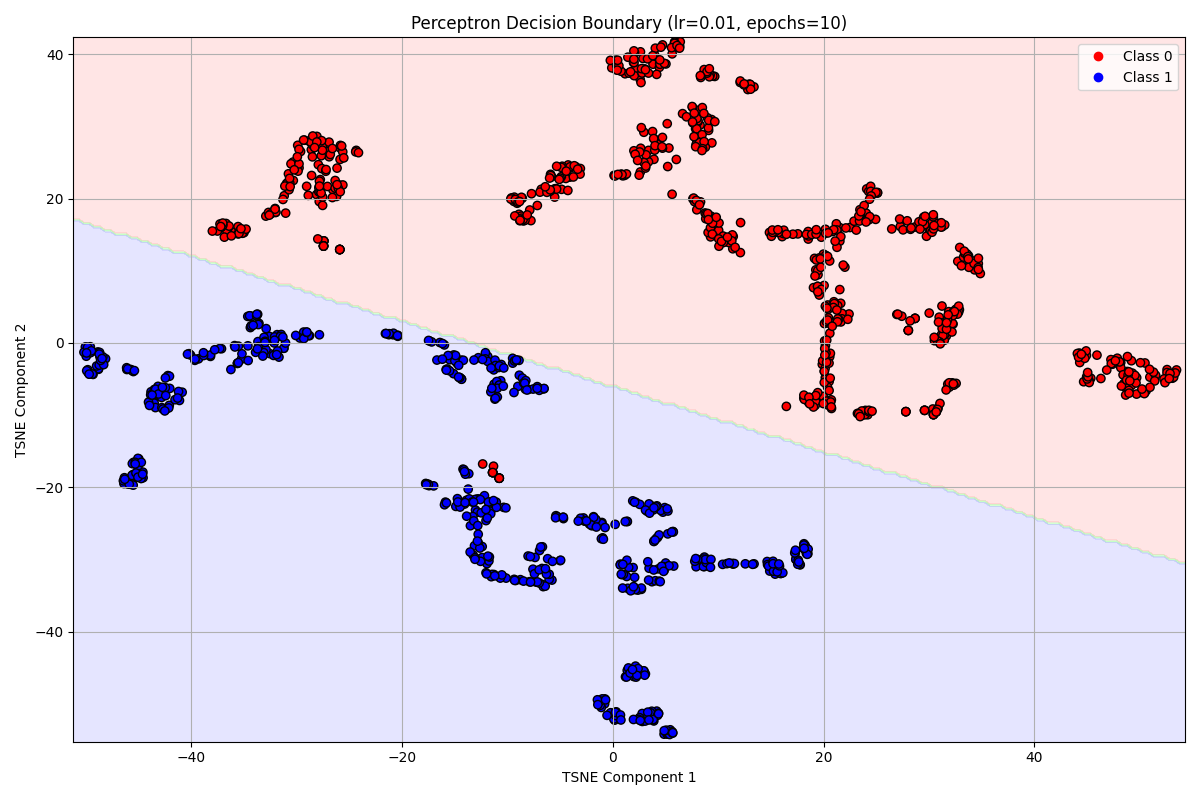 Perceptron Decision Boundary (lr=0.01, epochs=10)
Class 0
Class 1
TSNE Component 2
40
20
0
−20
−40
−40
−20
0
20
40
TSNE Component 1